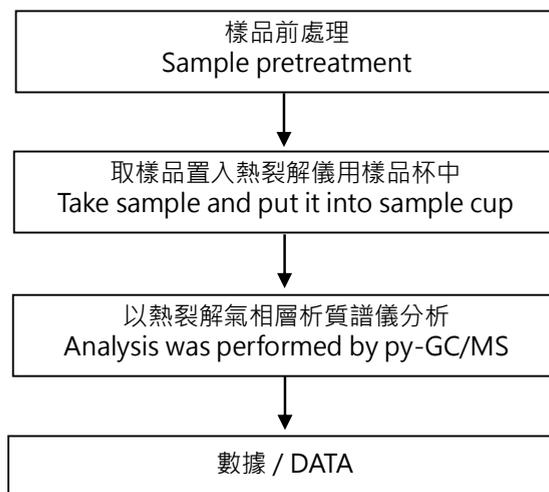 樣品前處理
Sample pretreatment
取樣品置入熱裂解儀用樣品杯中
Take sample and put it into sample cup
以熱裂解氣相層析質譜儀分析
Analysis was performed by py-GC/MS
數據 / DATA